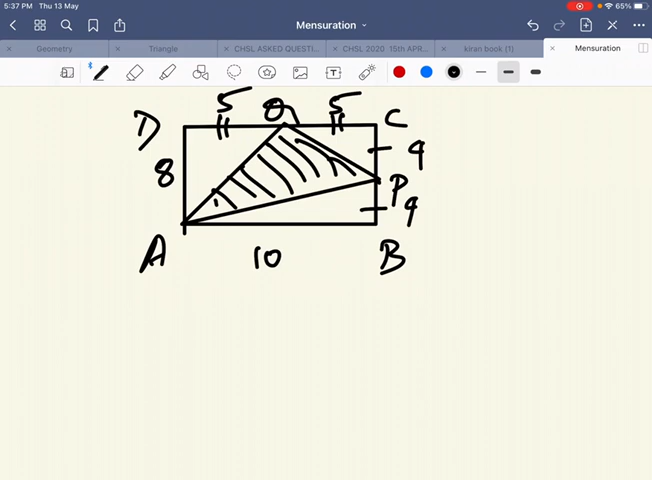 5:37 PM Thu 13 May
65%
Mensuration
Geometry
Triangle
CHSL ASKED QUESTI...
CHSL 2020 15th APR...
kiran book (1)
Mensuration
5 5
D Q C
8 4
P
4
A 10 B